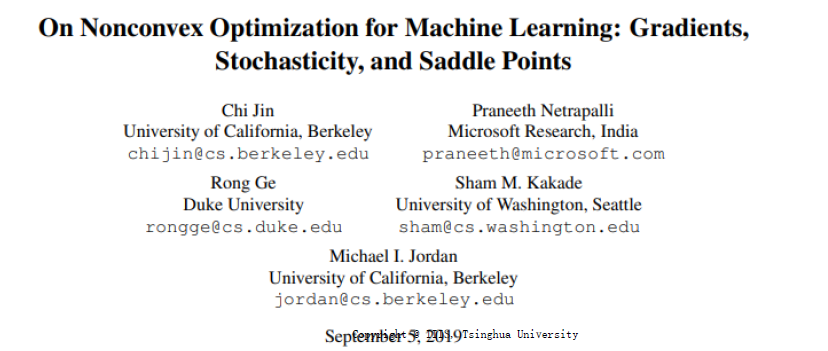 On Nonconvex Optimization for Machine Learning: Gradients,
Stochasticity, and Saddle Points
Chi Jin
University of California, Berkeley
chijin@cs.berkeley.edu
Praneeth Netrapalli
Microsoft Research, India
praneeth@microsoft.com
Rong Ge
Duke University
rongge@cs.duke.edu
Sham M. Kakade
University of Washington, Seattle
sham@cs.washington.edu
Michael I. Jordan
University of California, Berkeley
jordan@cs.berkeley.edu
September 5, 2019
Copyright © Tsinghua University